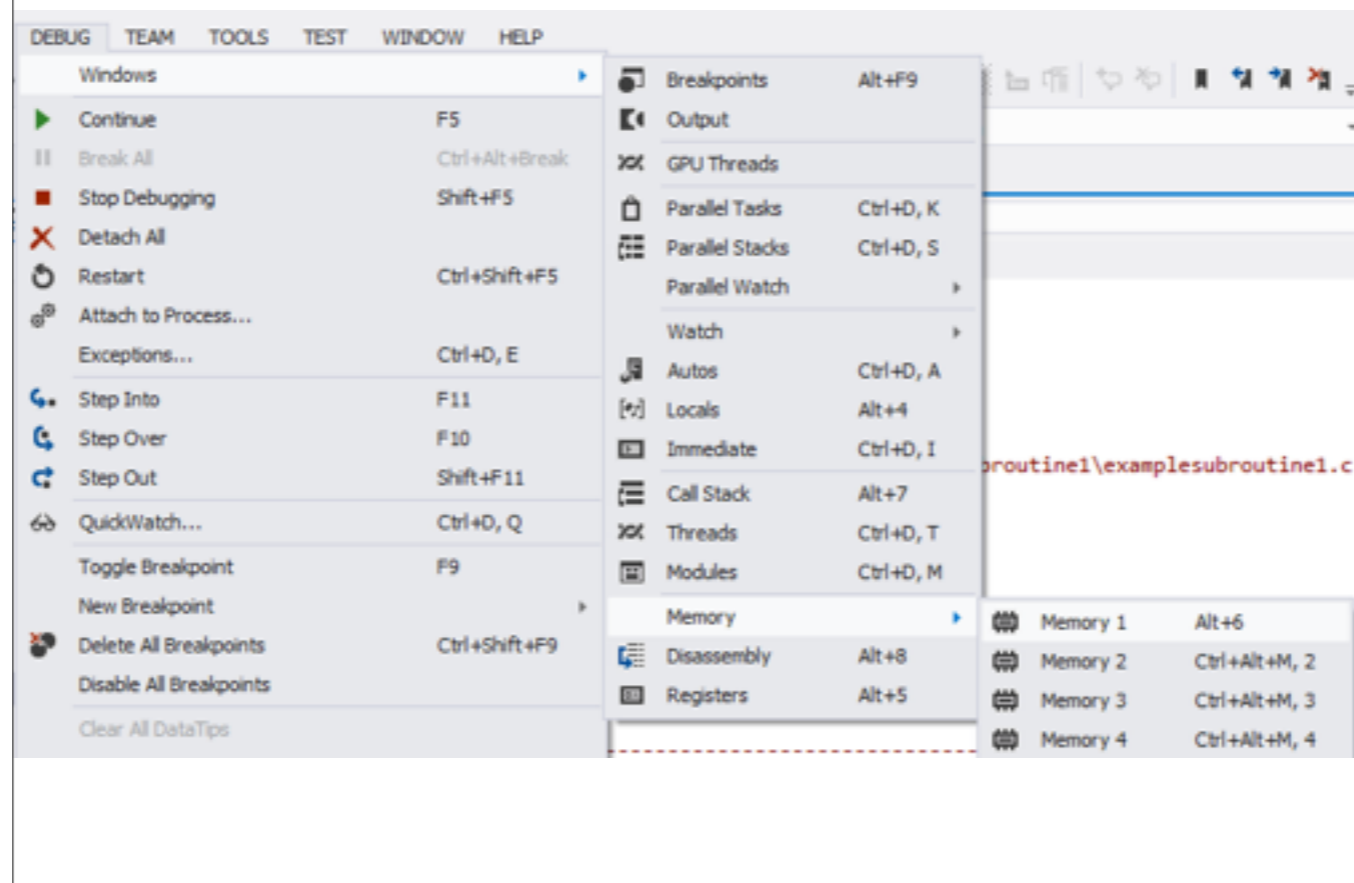 DEBUG TEAM TOOLS TEST WINDOW HELP
Windows
Continue F5
Break All Ctrl+Alt+Break
Stop Debugging Shift+F5
Detach All
Restart Ctrl+Shift+F5
Attach to Process...
Exceptions... Ctrl+D, E
Step Into F11
Step Over F10
Step Out Shift+F11
QuickWatch... Ctrl+D, Q
Toggle Breakpoint F9
New Breakpoint
Delete All Breakpoints Ctrl+Shift+F9
Disable All Breakpoints
Clear All DataTips
Breakpoints Alt+F9
Output
GPU Threads
Parallel Tasks Ctrl+D, K
Parallel Stacks Ctrl+D, S
Parallel Watch
Watch
Autos Ctrl+D, A
Locals Alt+4
Immediate Ctrl+D, I
Call Stack Alt+7
Threads Ctrl+D, T
Modules Ctrl+D, M
Memory
Disassembly Alt+8
Registers Alt+5
Memory 1 Alt+6
Memory 2 Ctrl+Alt+M, 2
Memory 3 Ctrl+Alt+M, 3
Memory 4 Ctrl+Alt+M, 4
routine1\examplesubroutine1.c